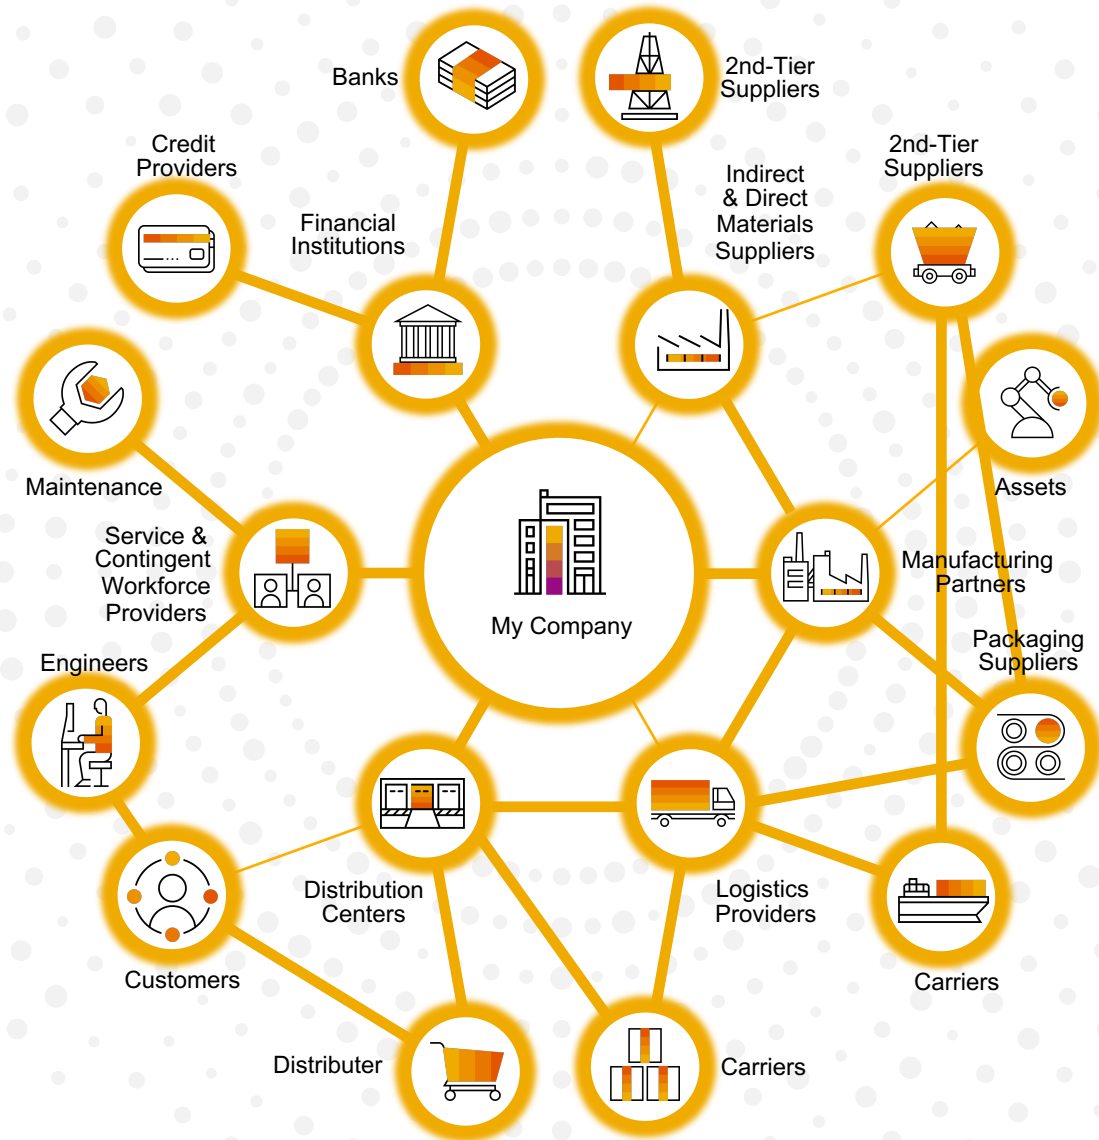 Banks
2nd-Tier
Suppliers
Credit
Providers
2nd-Tier
Suppliers
Indirect
& Direct
Materials
Suppliers
Financial
Institutions
Maintenance
Assets
Service &
Contingent
Workforce
Providers
Manufacturing
Partners
My Company
Engineers
Packaging
Suppliers
Distribution
Centers
Logistics
Providers
Customers
Carriers
Distributer
Carriers